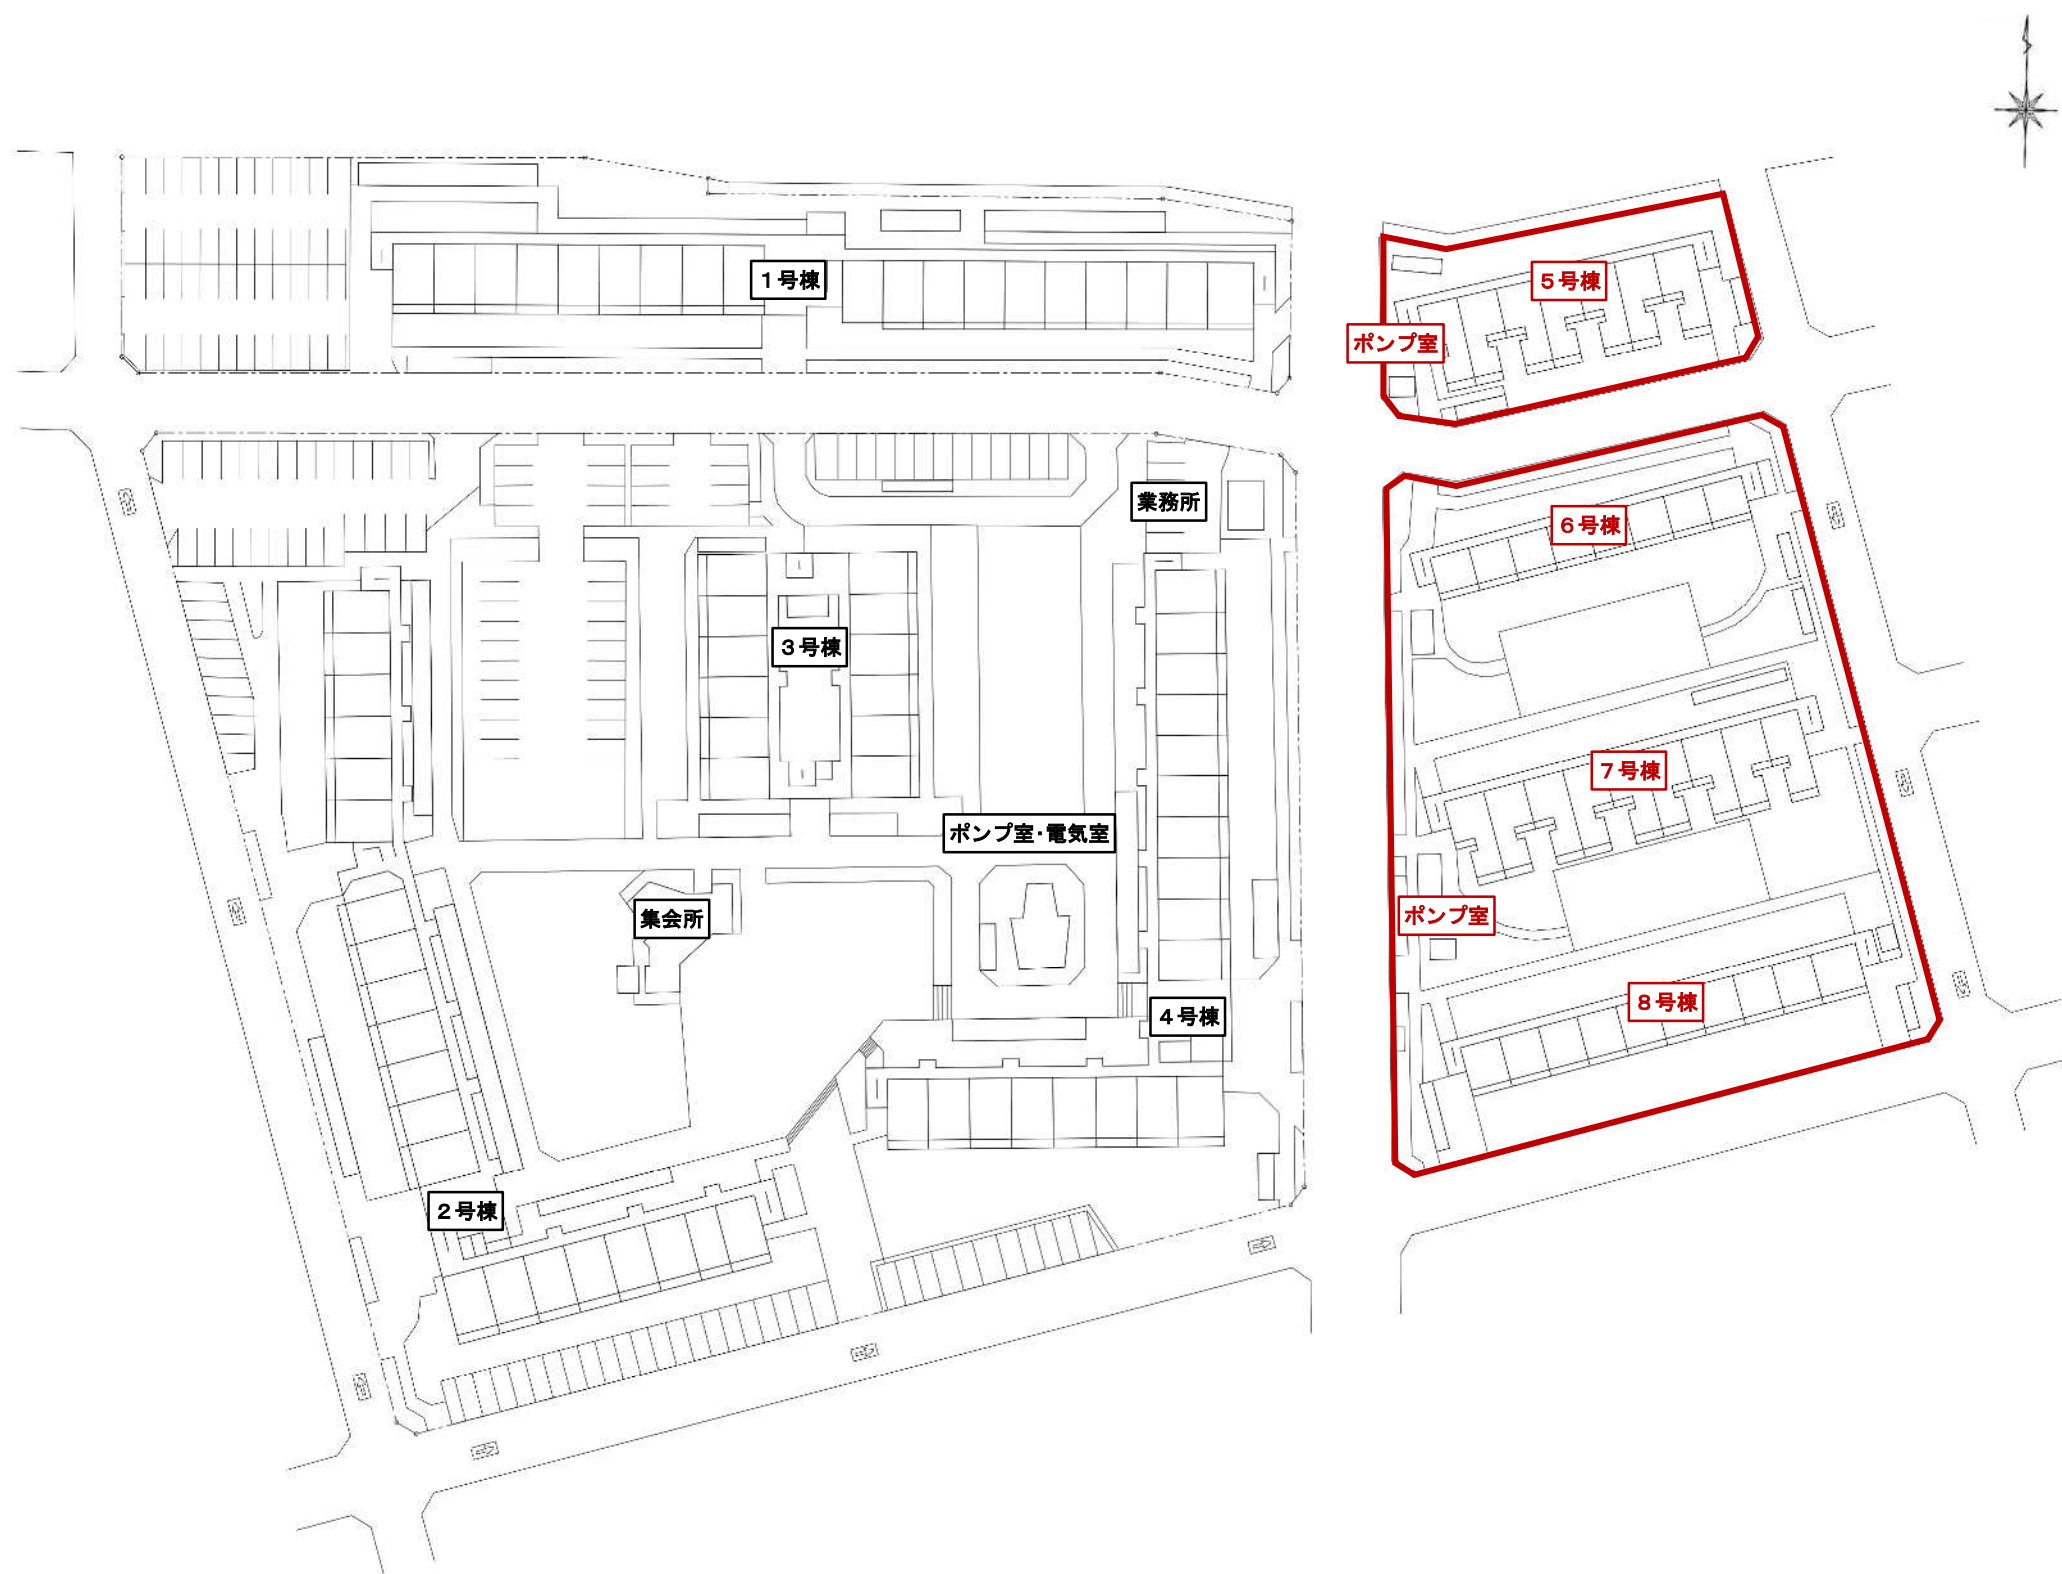 １号棟
５号棟
ポンプ室
業務所
６号棟
３号棟
７号棟
ポンプ室・電気室
集会所
ポンプ室
８号棟
４号棟
２号棟